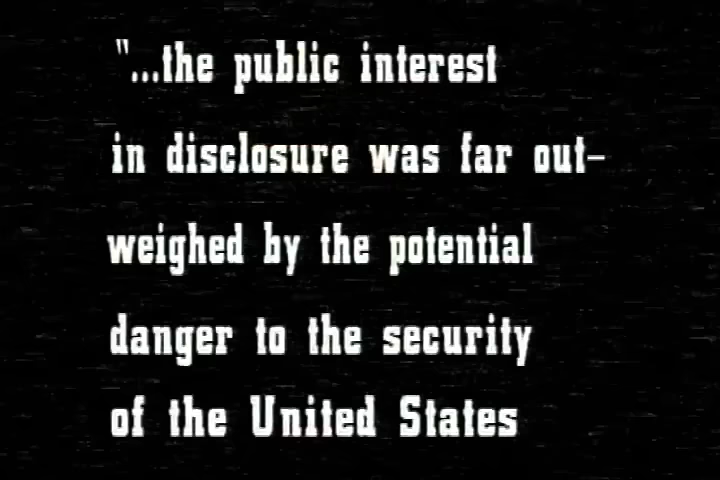 "...the public interest
in disclosure was far out-
weighed by the potential
danger to the security
of the United States